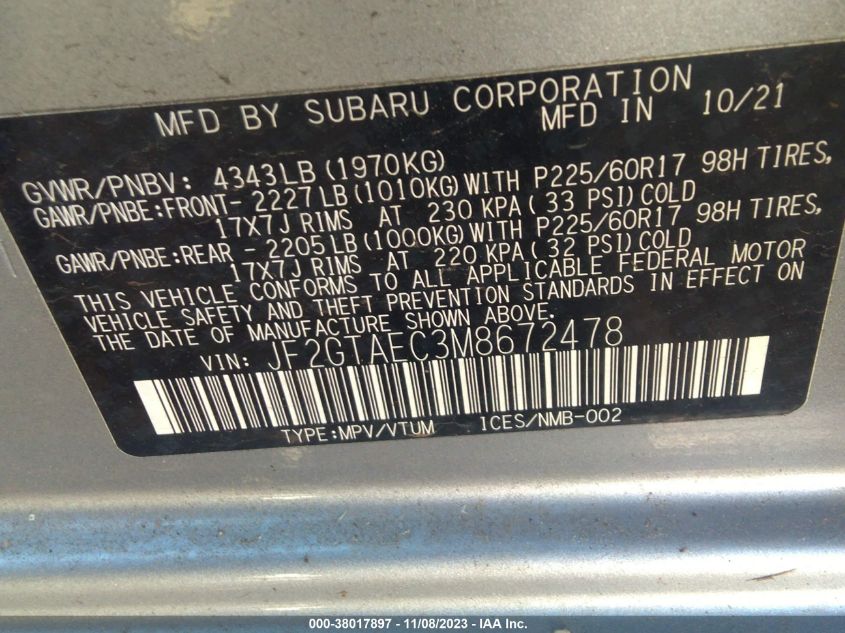 MFD BY SUBARU CORPORATION
MFD IN 10/21
GVWR/PNBV: 4343LB (1970KG)
GAWR/PNBE:FRONT- 2227LB (1010KG) WITH P225/60R17 98H TIRES,
17X7J RIMS AT 230 KPA( 33 PSI) COLD
GAWR/PNBE:REAR - 2205LB (1000KG) WITH P225/60R17 98H TIRES,
17X7J RIMS AT 220 KPA( 32 PSI) COLD
THIS VEHICLE CONFORMS TO ALL APPLICABLE FEDERAL MOTOR
VEHICLE SAFETY AND THEFT PREVENTION STANDARDS IN EFFECT ON
THE DATE OF MANUFACTURE SHOWN ABOVE.
VIN: JF2GTAEC3M8672478
TYPE:MPV/VTUM ICES/NMB-002
000-38017897 - 11/08/2023 - IAA Inc.